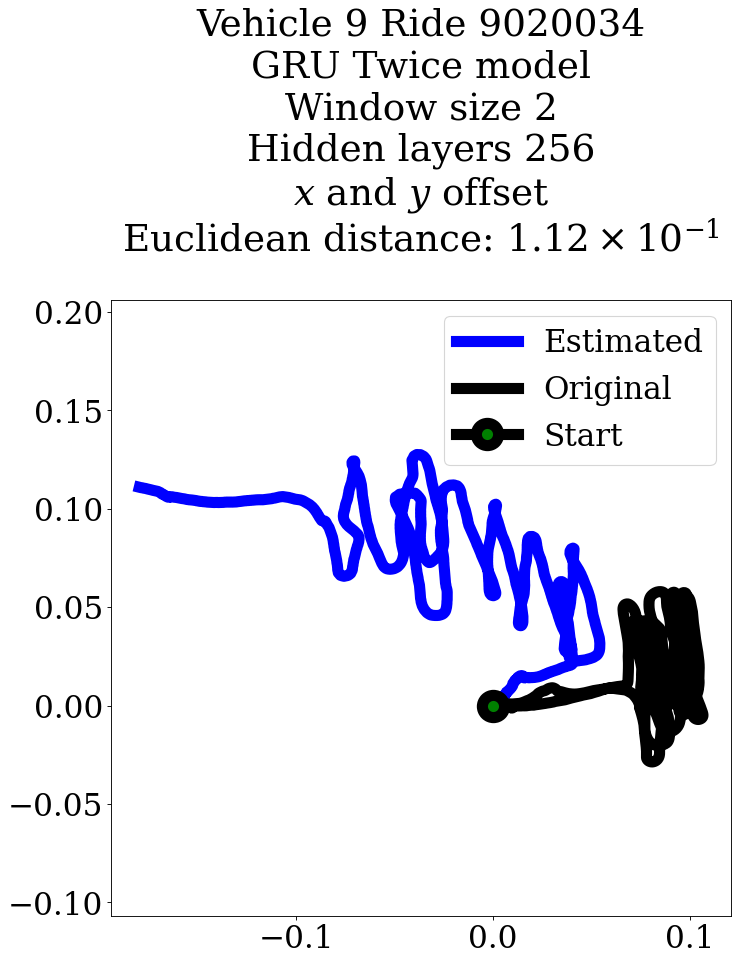 Vehicle 9 Ride 9020034
GRU Twice model
Window size 2
Hidden layers 256
x and y offset
Euclidean distance: 1.12 × 10⁻¹
Estimated
Original
Start
0.20
0.15
0.10
0.05
0.00
−0.05
−0.10
−0.1 0.0 0.1